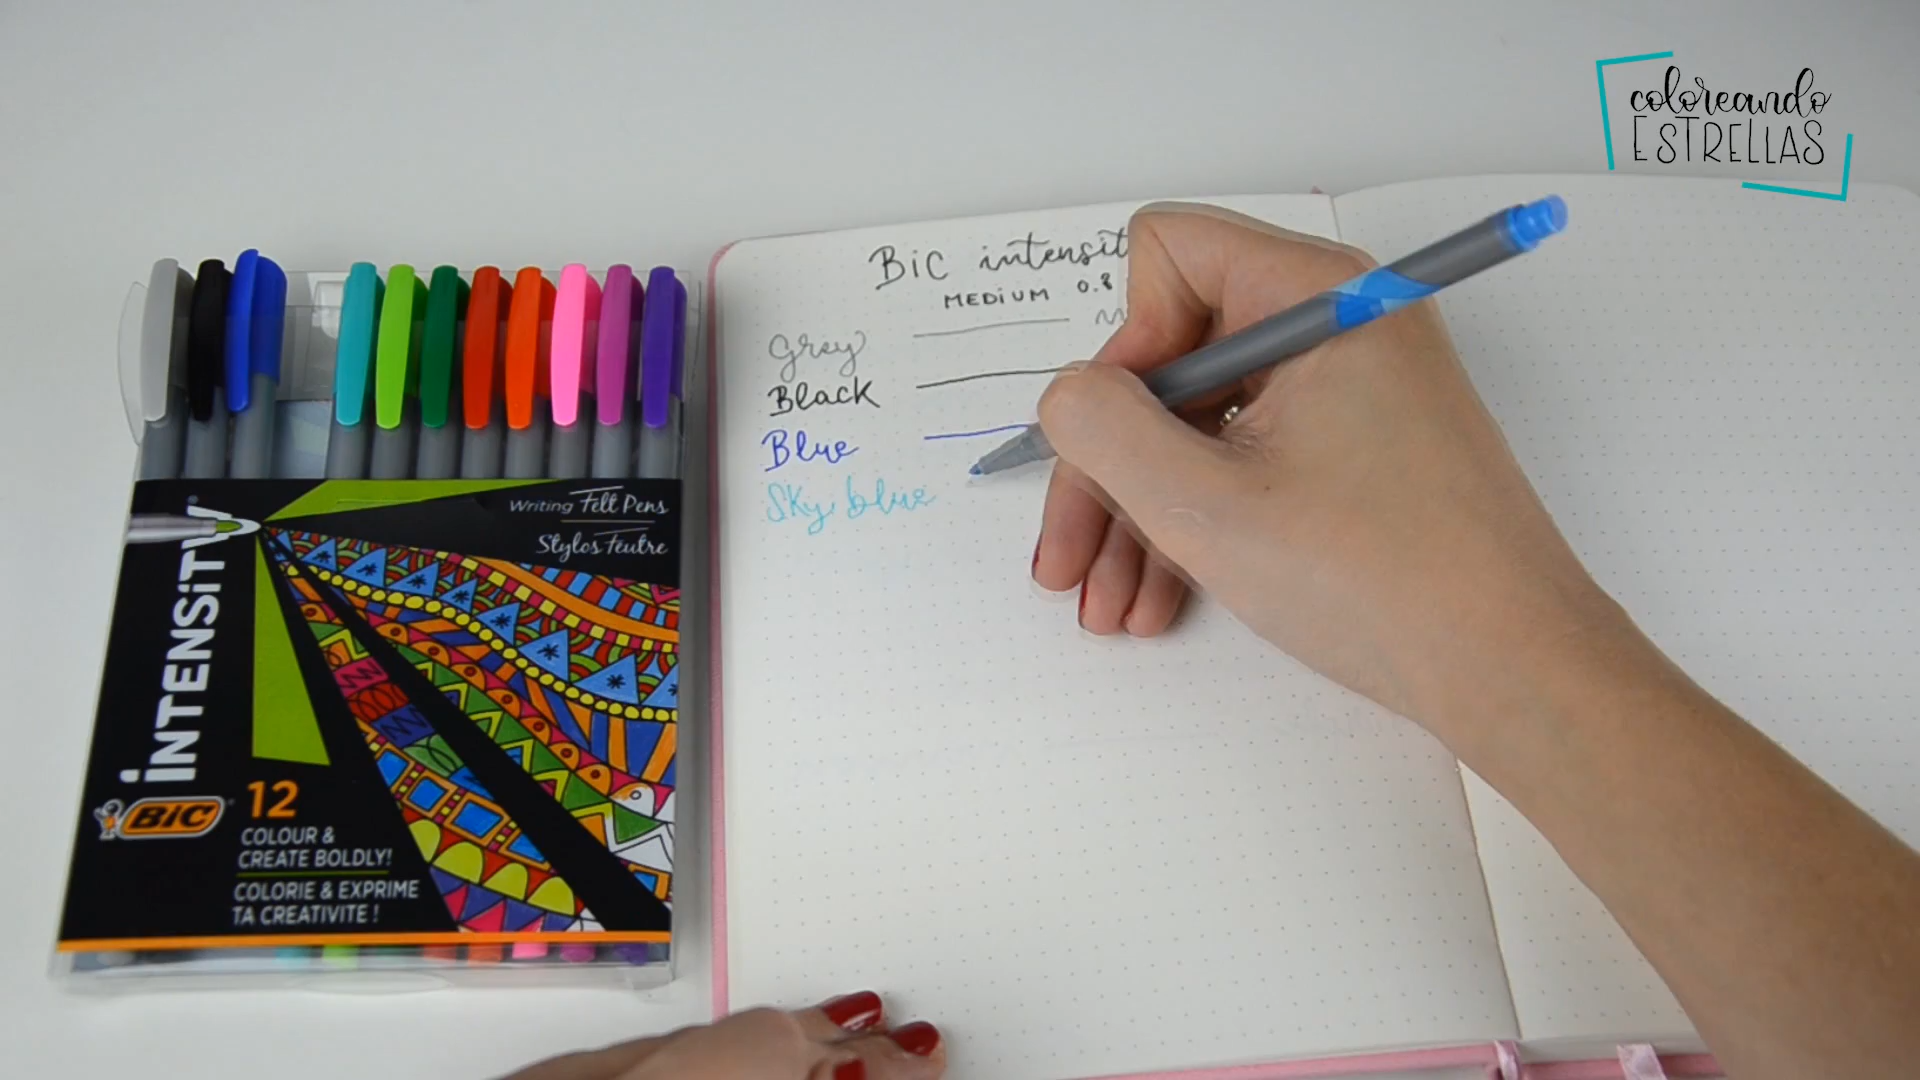 coloreando
ESTRELLAS
BiC intensit
MEDiUM 0.8
Grey
Black
Blue
Sky blue
Writing Felt Pens
Stylos Feutre
iNTENSiTY
BiC
12
COLOUR &
CREATE BOLDLY!
COLORIE & EXPRIME
TA CREATIVITE !